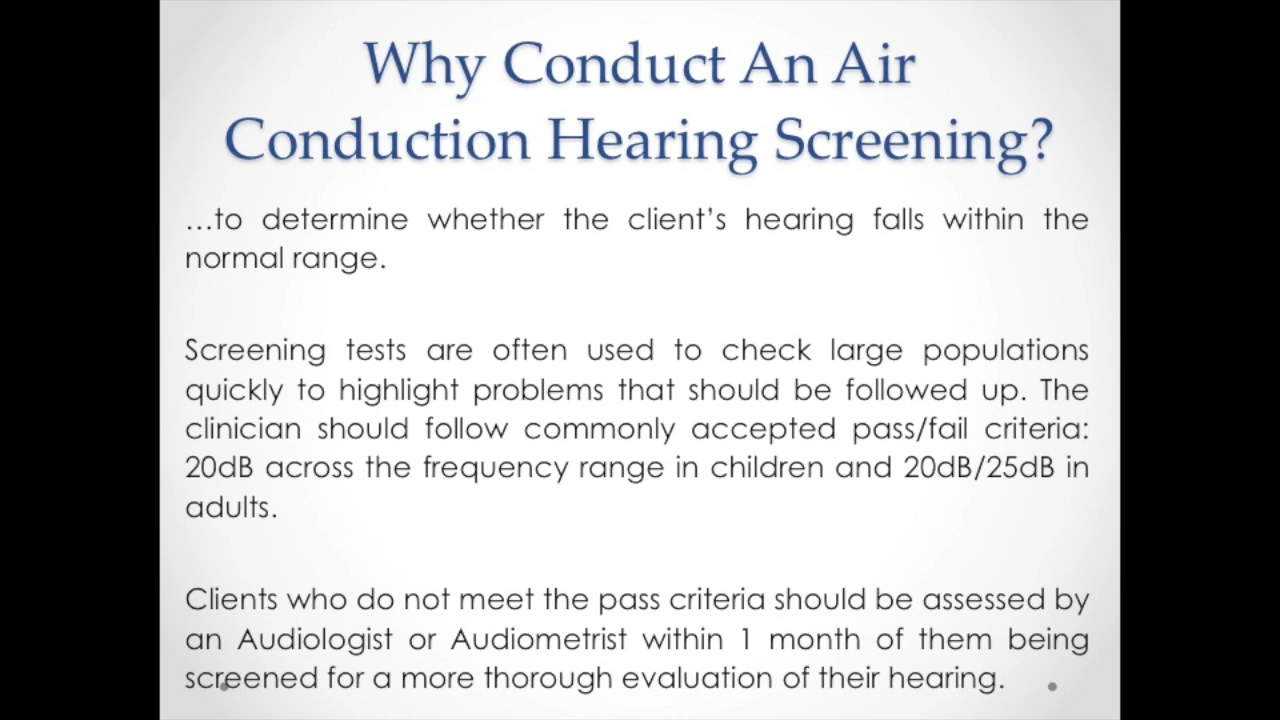 Why Conduct An Air
Conduction Hearing Screening?
…to determine whether the client’s hearing falls within the
normal range.
Screening tests are often used to check large populations
quickly to highlight problems that should be followed up. The
clinician should follow commonly accepted pass/fail criteria:
20dB across the frequency range in children and 20dB/25dB in
adults.
Clients who do not meet the pass criteria should be assessed by
an Audiologist or Audiometrist within 1 month of them being
screened for a more thorough evaluation of their hearing.